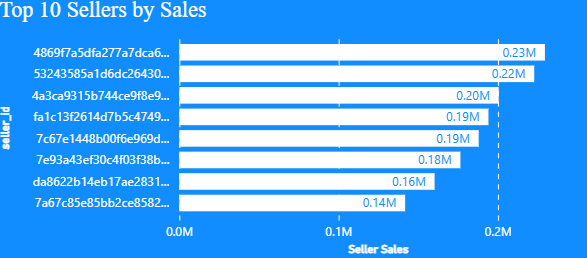 Top 10 Sellers by Sales
4869f7a5dfa277a7dca6... 0.23M
53243585a1d6dc26430... 0.22M
4a3ca9315b744ce9f8e9... 0.20M
fa1c13f2614d7b5c4749... 0.19M
7c67e1448b00f6e969d... 0.19M
7e93a43ef30c4f03f38b... 0.18M
da8622b14eb17ae2831... 0.16M
7a67c85e85bb2ce8582... 0.14M
seller_id
0.0M 0.1M 0.2M
Seller Sales